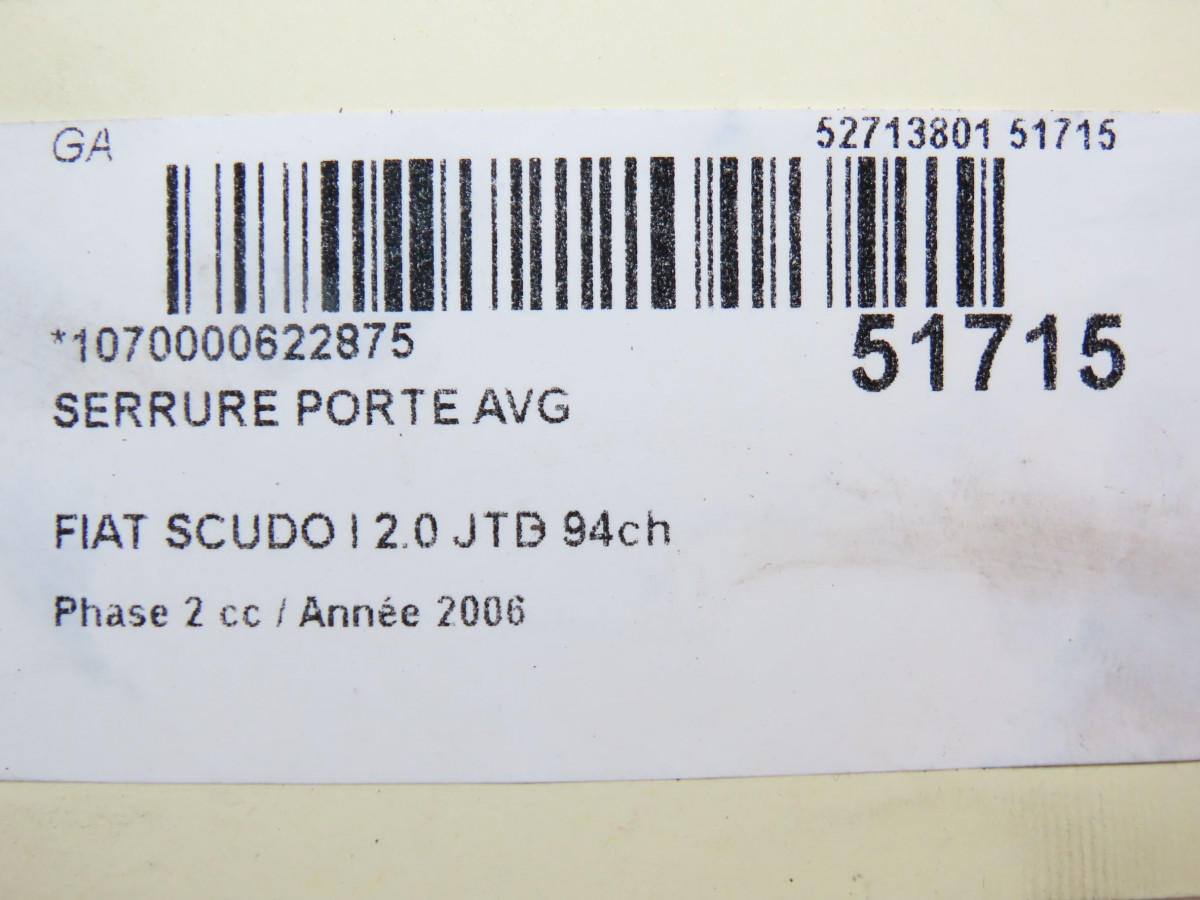 GA
52713801 51715
*1070000622875
51715
SERRURE PORTE AVG
FIAT SCUDO I 2.0 JTD 94ch
Phase 2 cc / Année 2006